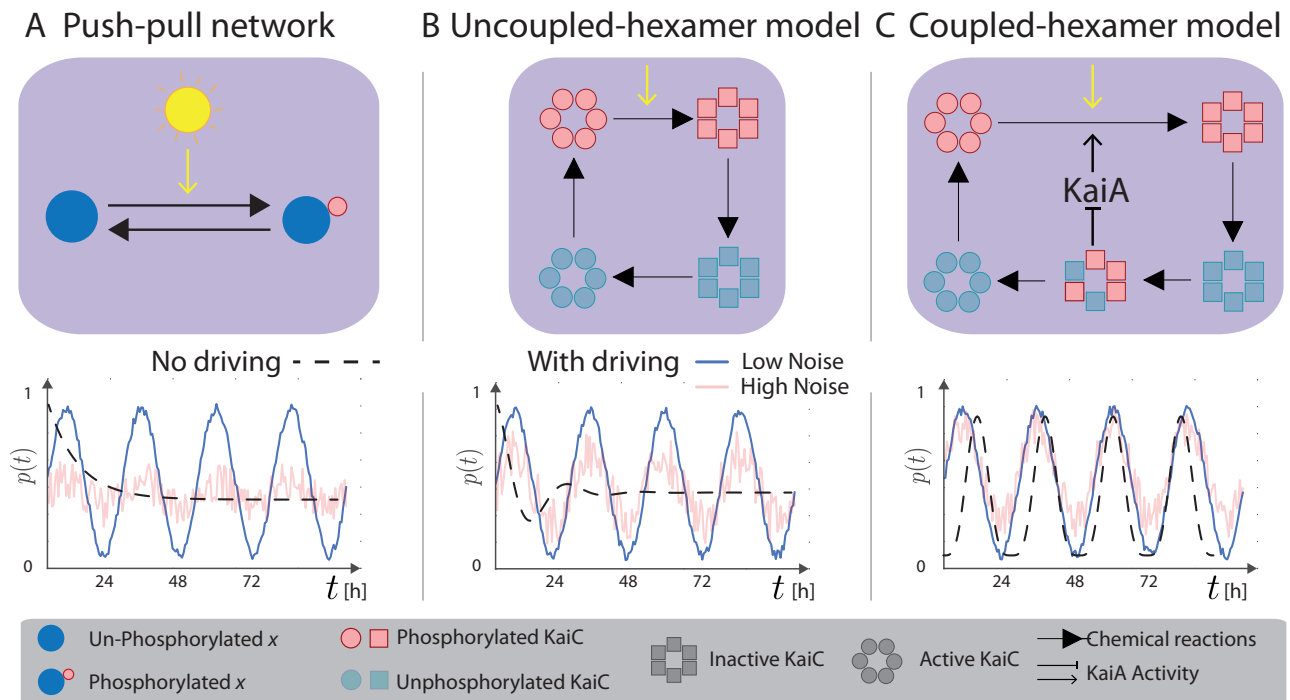 A Push-pull network
B Uncoupled-hexamer model
C Coupled-hexamer model
KaiA
No driving
With driving
Low Noise
High Noise
1
p(t)
0
24
48
72
t [h]
1
p(t)
0
24
48
72
t [h]
1
p(t)
0
24
48
72
t [h]
Un-Phosphorylated x
Phosphorylated x
Phosphorylated KaiC
Unphosphorylated KaiC
Inactive KaiC
Active KaiC
Chemical reactions
KaiA Activity